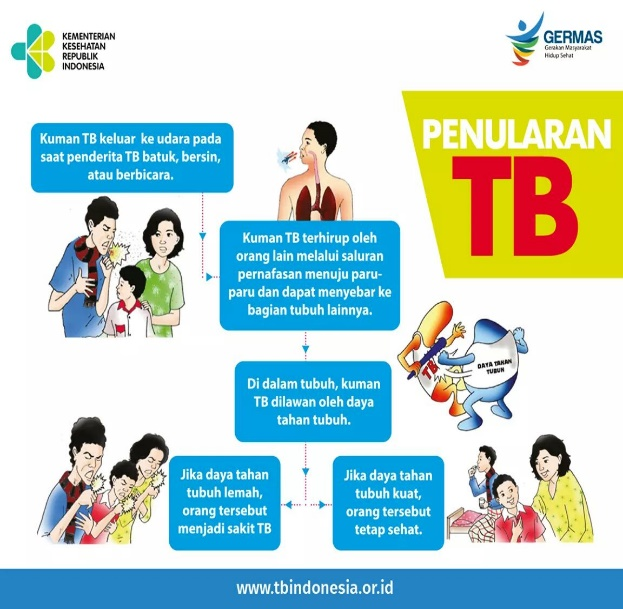 KEMENTERIAN
KESEHATAN
REPUBLIK
INDONESIA
GERMAS
Gerakan Masyarakat
Hidup Sehat
PENULARAN
TB
Kuman TB keluar ke udara pada
saat penderita TB batuk, bersin,
atau berbicara.
Kuman TB terhirup oleh
orang lain melalui saluran
pernafasan menuju paru-
paru dan dapat menyebar ke
bagian tubuh lainnya.
TB
DAYA TAHAN
TUBUH
Di dalam tubuh, kuman
TB dilawan oleh daya
tahan tubuh.
Jika daya tahan
tubuh lemah,
orang tersebut
menjadi sakit TB
Jika daya tahan
tubuh kuat,
orang tersebut
tetap sehat.
www.tbindonesia.or.id